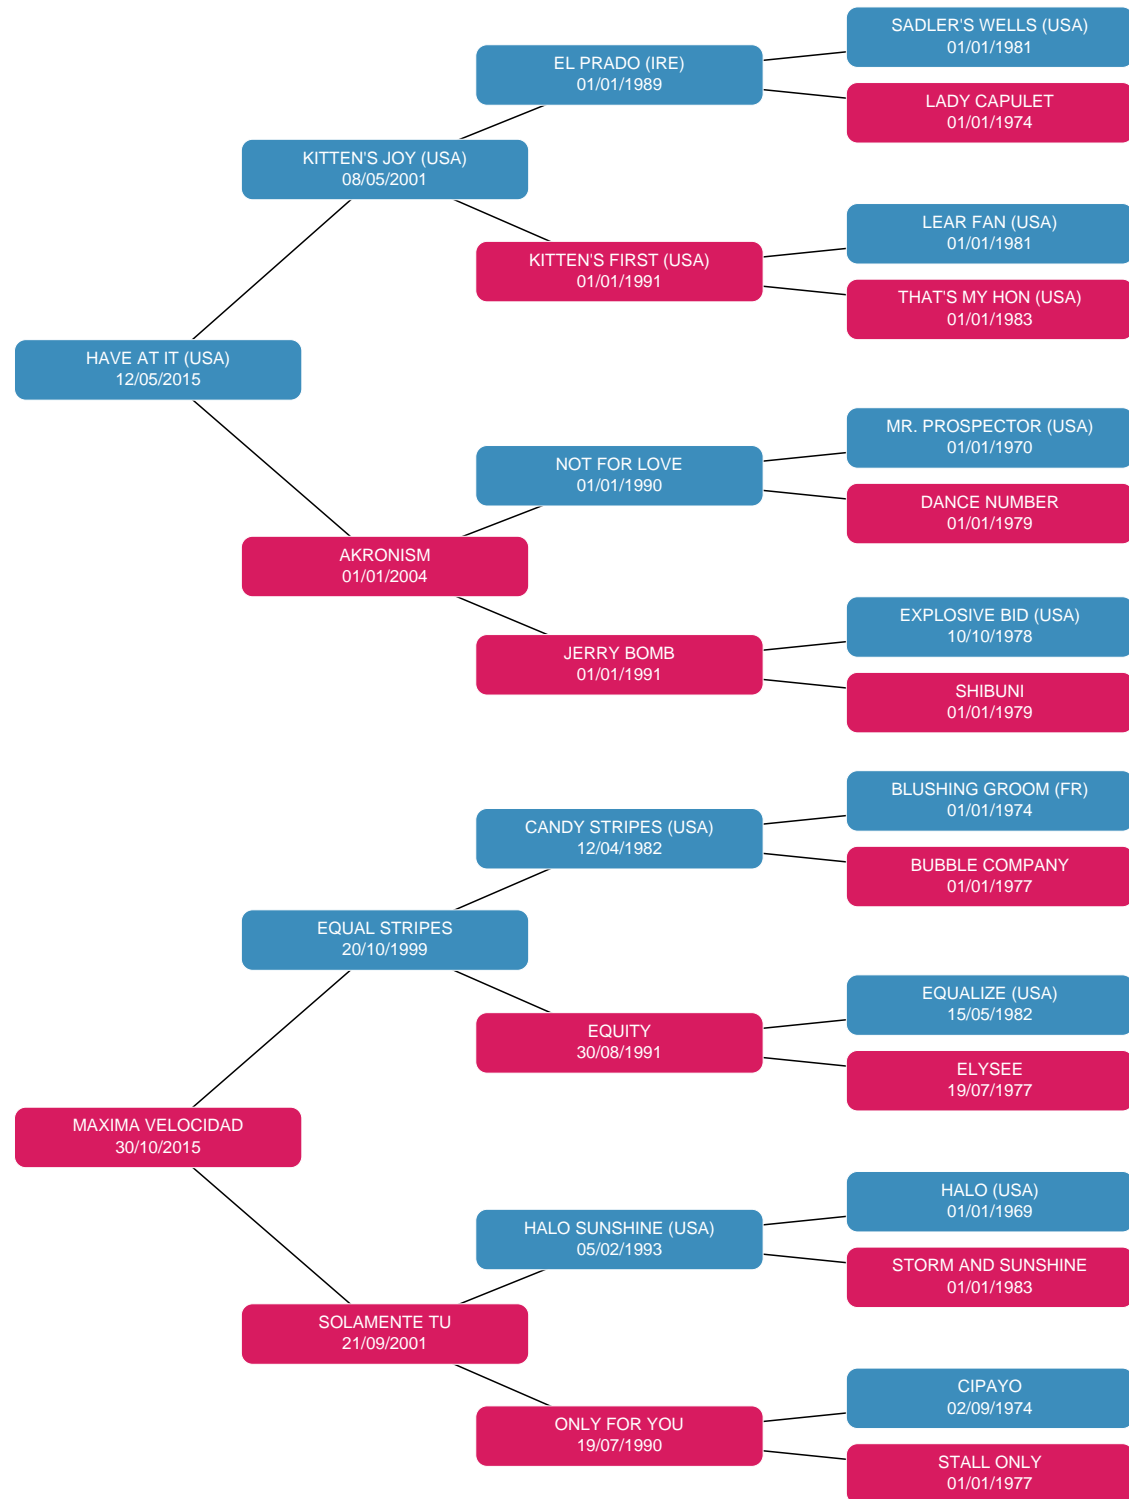 SADLER'S WELLS (USA)
01/01/1981
EL PRADO (IRE)
01/01/1989
LADY CAPULET
01/01/1974
KITTEN'S JOY (USA)
08/05/2001
LEAR FAN (USA)
01/01/1981
KITTEN'S FIRST (USA)
01/01/1991
THAT'S MY HON (USA)
01/01/1983
HAVE AT IT (USA)
12/05/2015
MR. PROSPECTOR (USA)
01/01/1970
NOT FOR LOVE
01/01/1990
DANCE NUMBER
01/01/1979
AKRONISM
01/01/2004
EXPLOSIVE BID (USA)
10/10/1978
JERRY BOMB
01/01/1991
SHIBUNI
01/01/1979
BLUSHING GROOM (FR)
01/01/1974
CANDY STRIPES (USA)
12/04/1982
BUBBLE COMPANY
01/01/1977
EQUAL STRIPES
20/10/1999
EQUALIZE (USA)
15/05/1982
EQUITY
30/08/1991
ELYSEE
19/07/1977
MAXIMA VELOCIDAD
30/10/2015
HALO (USA)
01/01/1969
HALO SUNSHINE (USA)
05/02/1993
STORM AND SUNSHINE
01/01/1983
SOLAMENTE TU
21/09/2001
CIPAYO
02/09/1974
ONLY FOR YOU
19/07/1990
STALL ONLY
01/01/1977